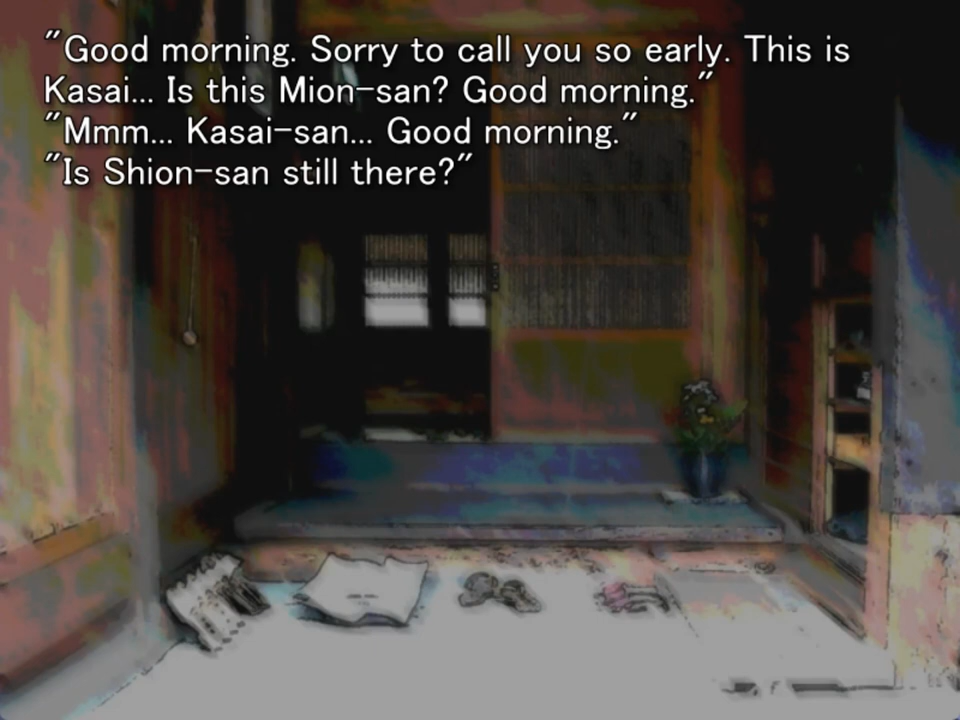 "Good morning. Sorry to call you so early. This is
Kasai... Is this Mion-san? Good morning."
"Mmm... Kasai-san... Good morning."
"Is Shion-san still there?"